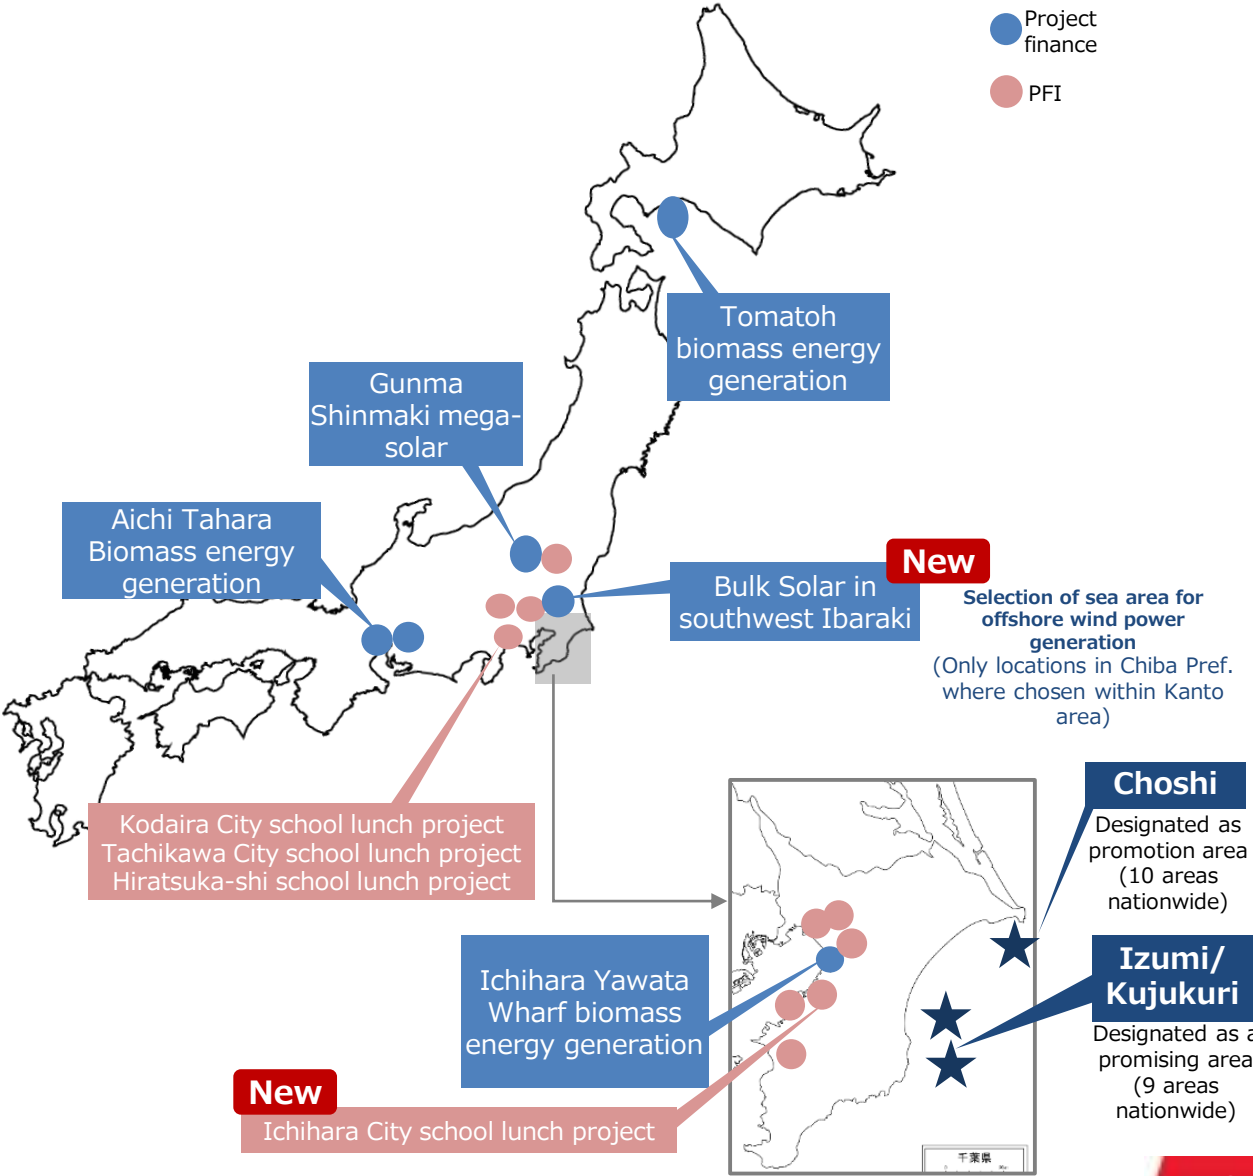 Project
finance
PFI
Tomatoh
biomass energy
generation
Gunma
Shinmaki mega-
solar
Aichi Tahara
Biomass energy
generation
New
Bulk Solar in
southwest Ibaraki
Selection of sea area for
offshore wind power
generation
(Only locations in Chiba Pref.
where chosen within Kanto
area)
Kodaira City school lunch project
Tachikawa City school lunch project
Hiratsuka-shi school lunch project
Choshi
Designated as
promotion area
(10 areas
nationwide)
Ichihara Yawata
Wharf biomass
energy generation
Izumi/
Kujukuri
Designated as a
promising area
(9 areas
nationwide)
New
Ichihara City school lunch project
千葉県